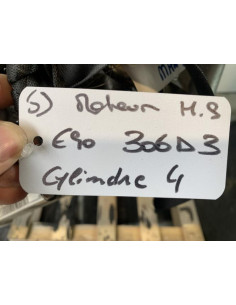 5) Moteur H.S
E90 306D3
Cylindre 4